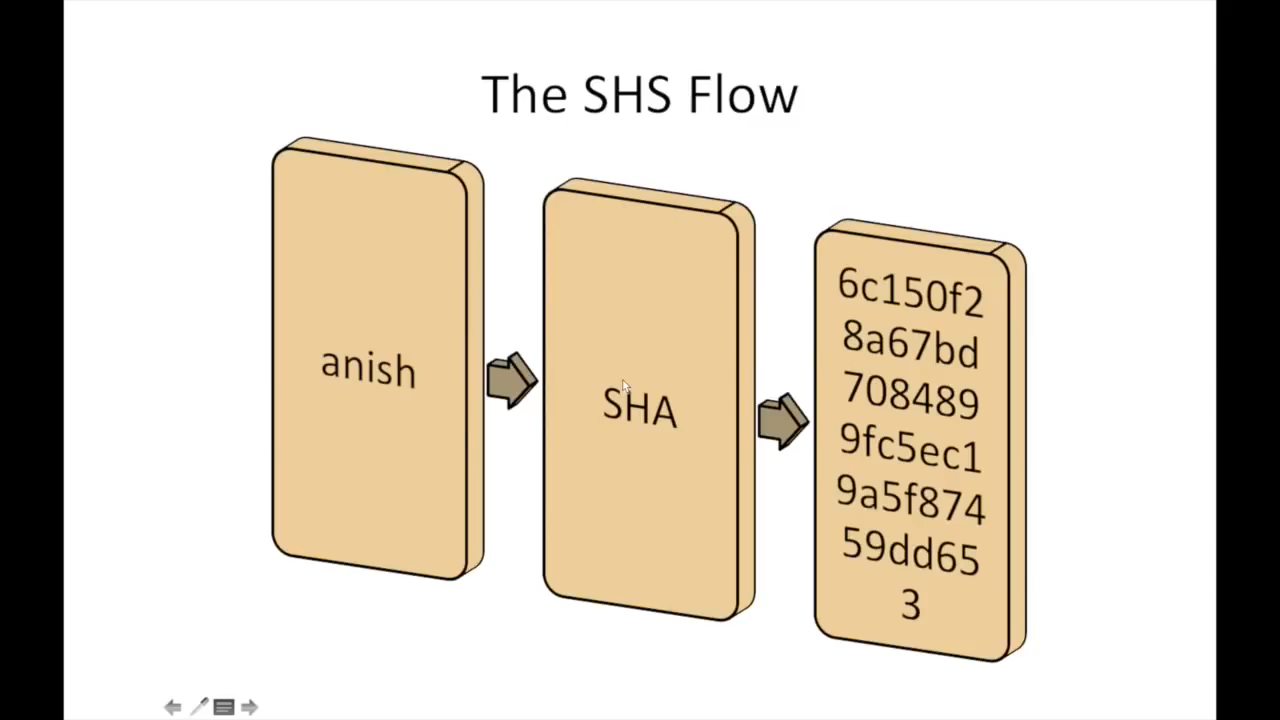 The SHS Flow
anish
SHA
6c150f2
8a67bd
708489
9fc5ec1
9a5f874
59dd65
3